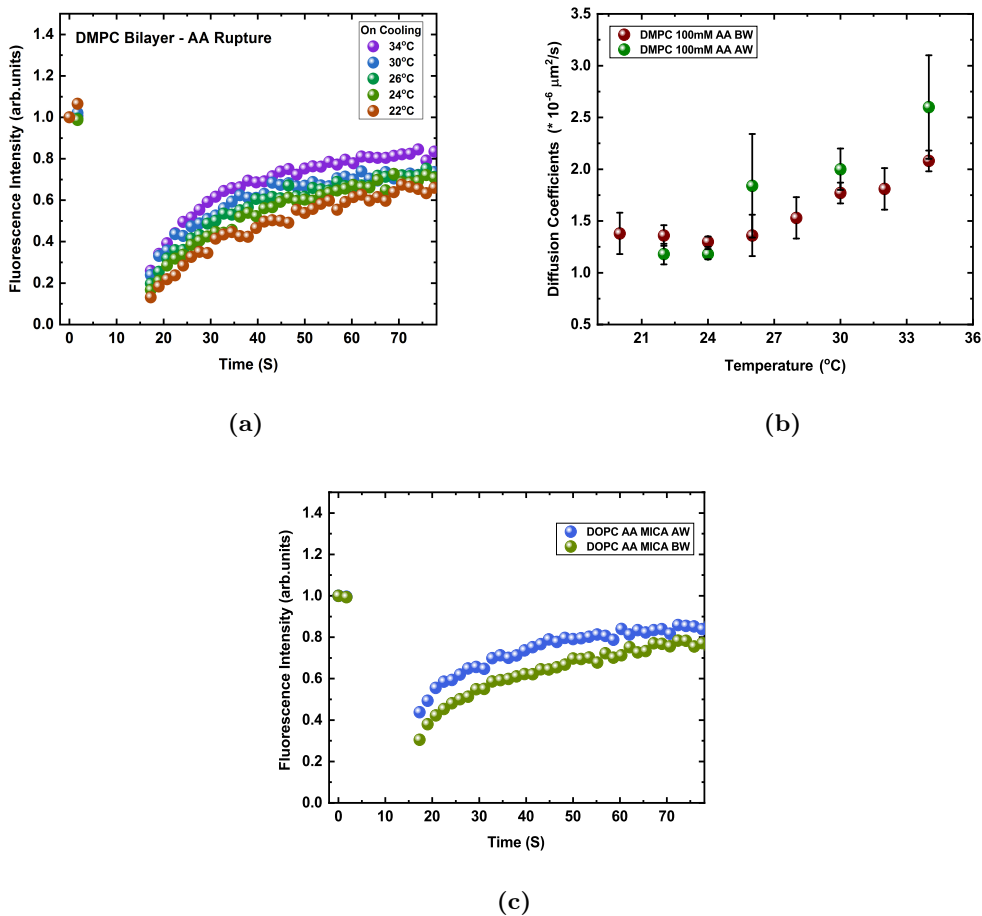 DMPC Bilayer - AA Rupture
On Cooling
34°C
30°C
26°C
24°C
22°C
Fluorescence Intensity (arb.units)
1.4
1.2
1.0
0.8
0.6
0.4
0.2
0.0
0 10 20 30 40 50 60 70
Time (S)
(a)
DMPC 100mM AA BW
DMPC 100mM AA AW
Diffusion Coefficients (* 10⁻⁶ μm²/s)
3.5
3.0
2.5
2.0
1.5
1.0
0.5
21 24 27 30 33 36
Temperature (°C)
(b)
DOPC AA MICA AW
DOPC AA MICA BW
Fluorescence Intensity (arb.units)
1.4
1.2
1.0
0.8
0.6
0.4
0.2
0.0
0 10 20 30 40 50 60 70
Time (S)
(c)